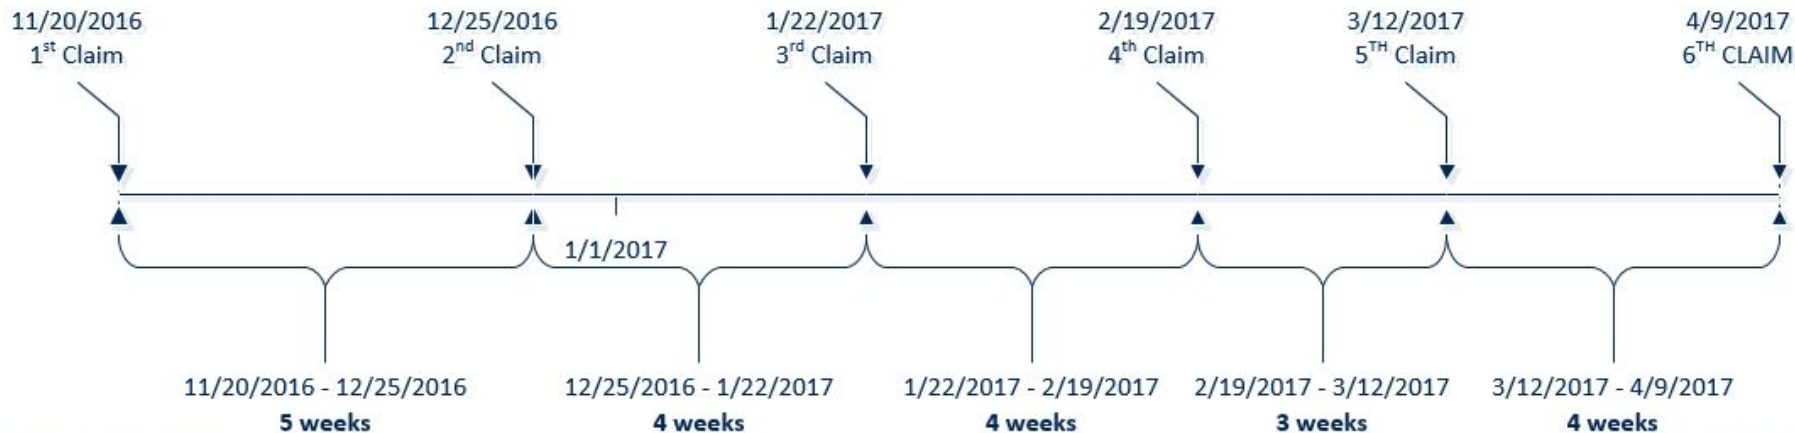 11/20/2016
1st Claim
12/25/2016
2nd Claim
1/22/2017
3rd Claim
2/19/2017
4th Claim
3/12/2017
5TH Claim
4/9/2017
6TH CLAIM
1/1/2017
11/20/2016 - 12/25/2016
5 weeks
12/25/2016 - 1/22/2017
4 weeks
1/22/2017 - 2/19/2017
4 weeks
2/19/2017 - 3/12/2017
3 weeks
3/12/2017 - 4/9/2017
4 weeks